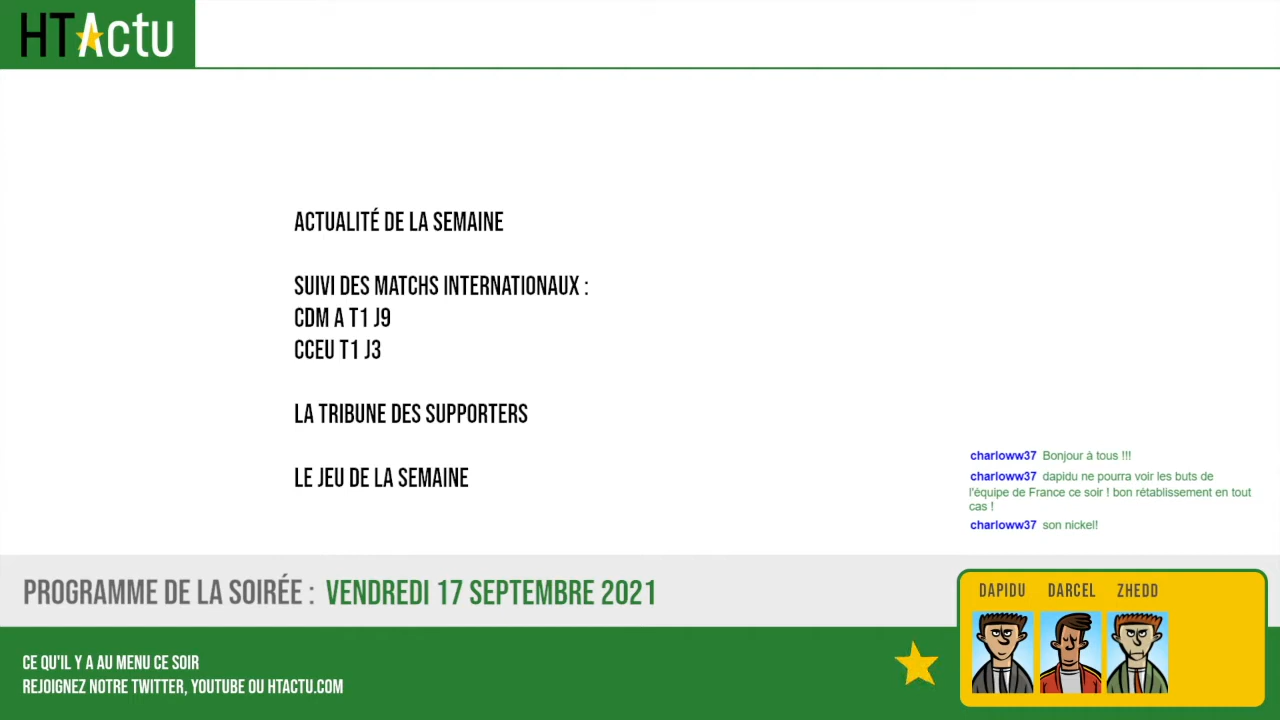 HTActu
ACTUALITÉ DE LA SEMAINE
SUIVI DES MATCHS INTERNATIONAUX :
CDM A T1 J9
CCEU T1 J3
LA TRIBUNE DES SUPPORTERS
LE JEU DE LA SEMAINE
charloww37 Bonjour à tous !!!
charloww37 dapidu ne pourra voir les buts de
l'équipe de France ce soir ! bon rétablissement en tout
cas !
charloww37 son nickel!
PROGRAMME DE LA SOIRÉE : VENDREDI 17 SEPTEMBRE 2021
DAPIDU DARCEL ZHEDD
CE QU'IL Y A AU MENU CE SOIR
REJOIGNEZ NOTRE TWITTER, YOUTUBE OU HTACTU.COM